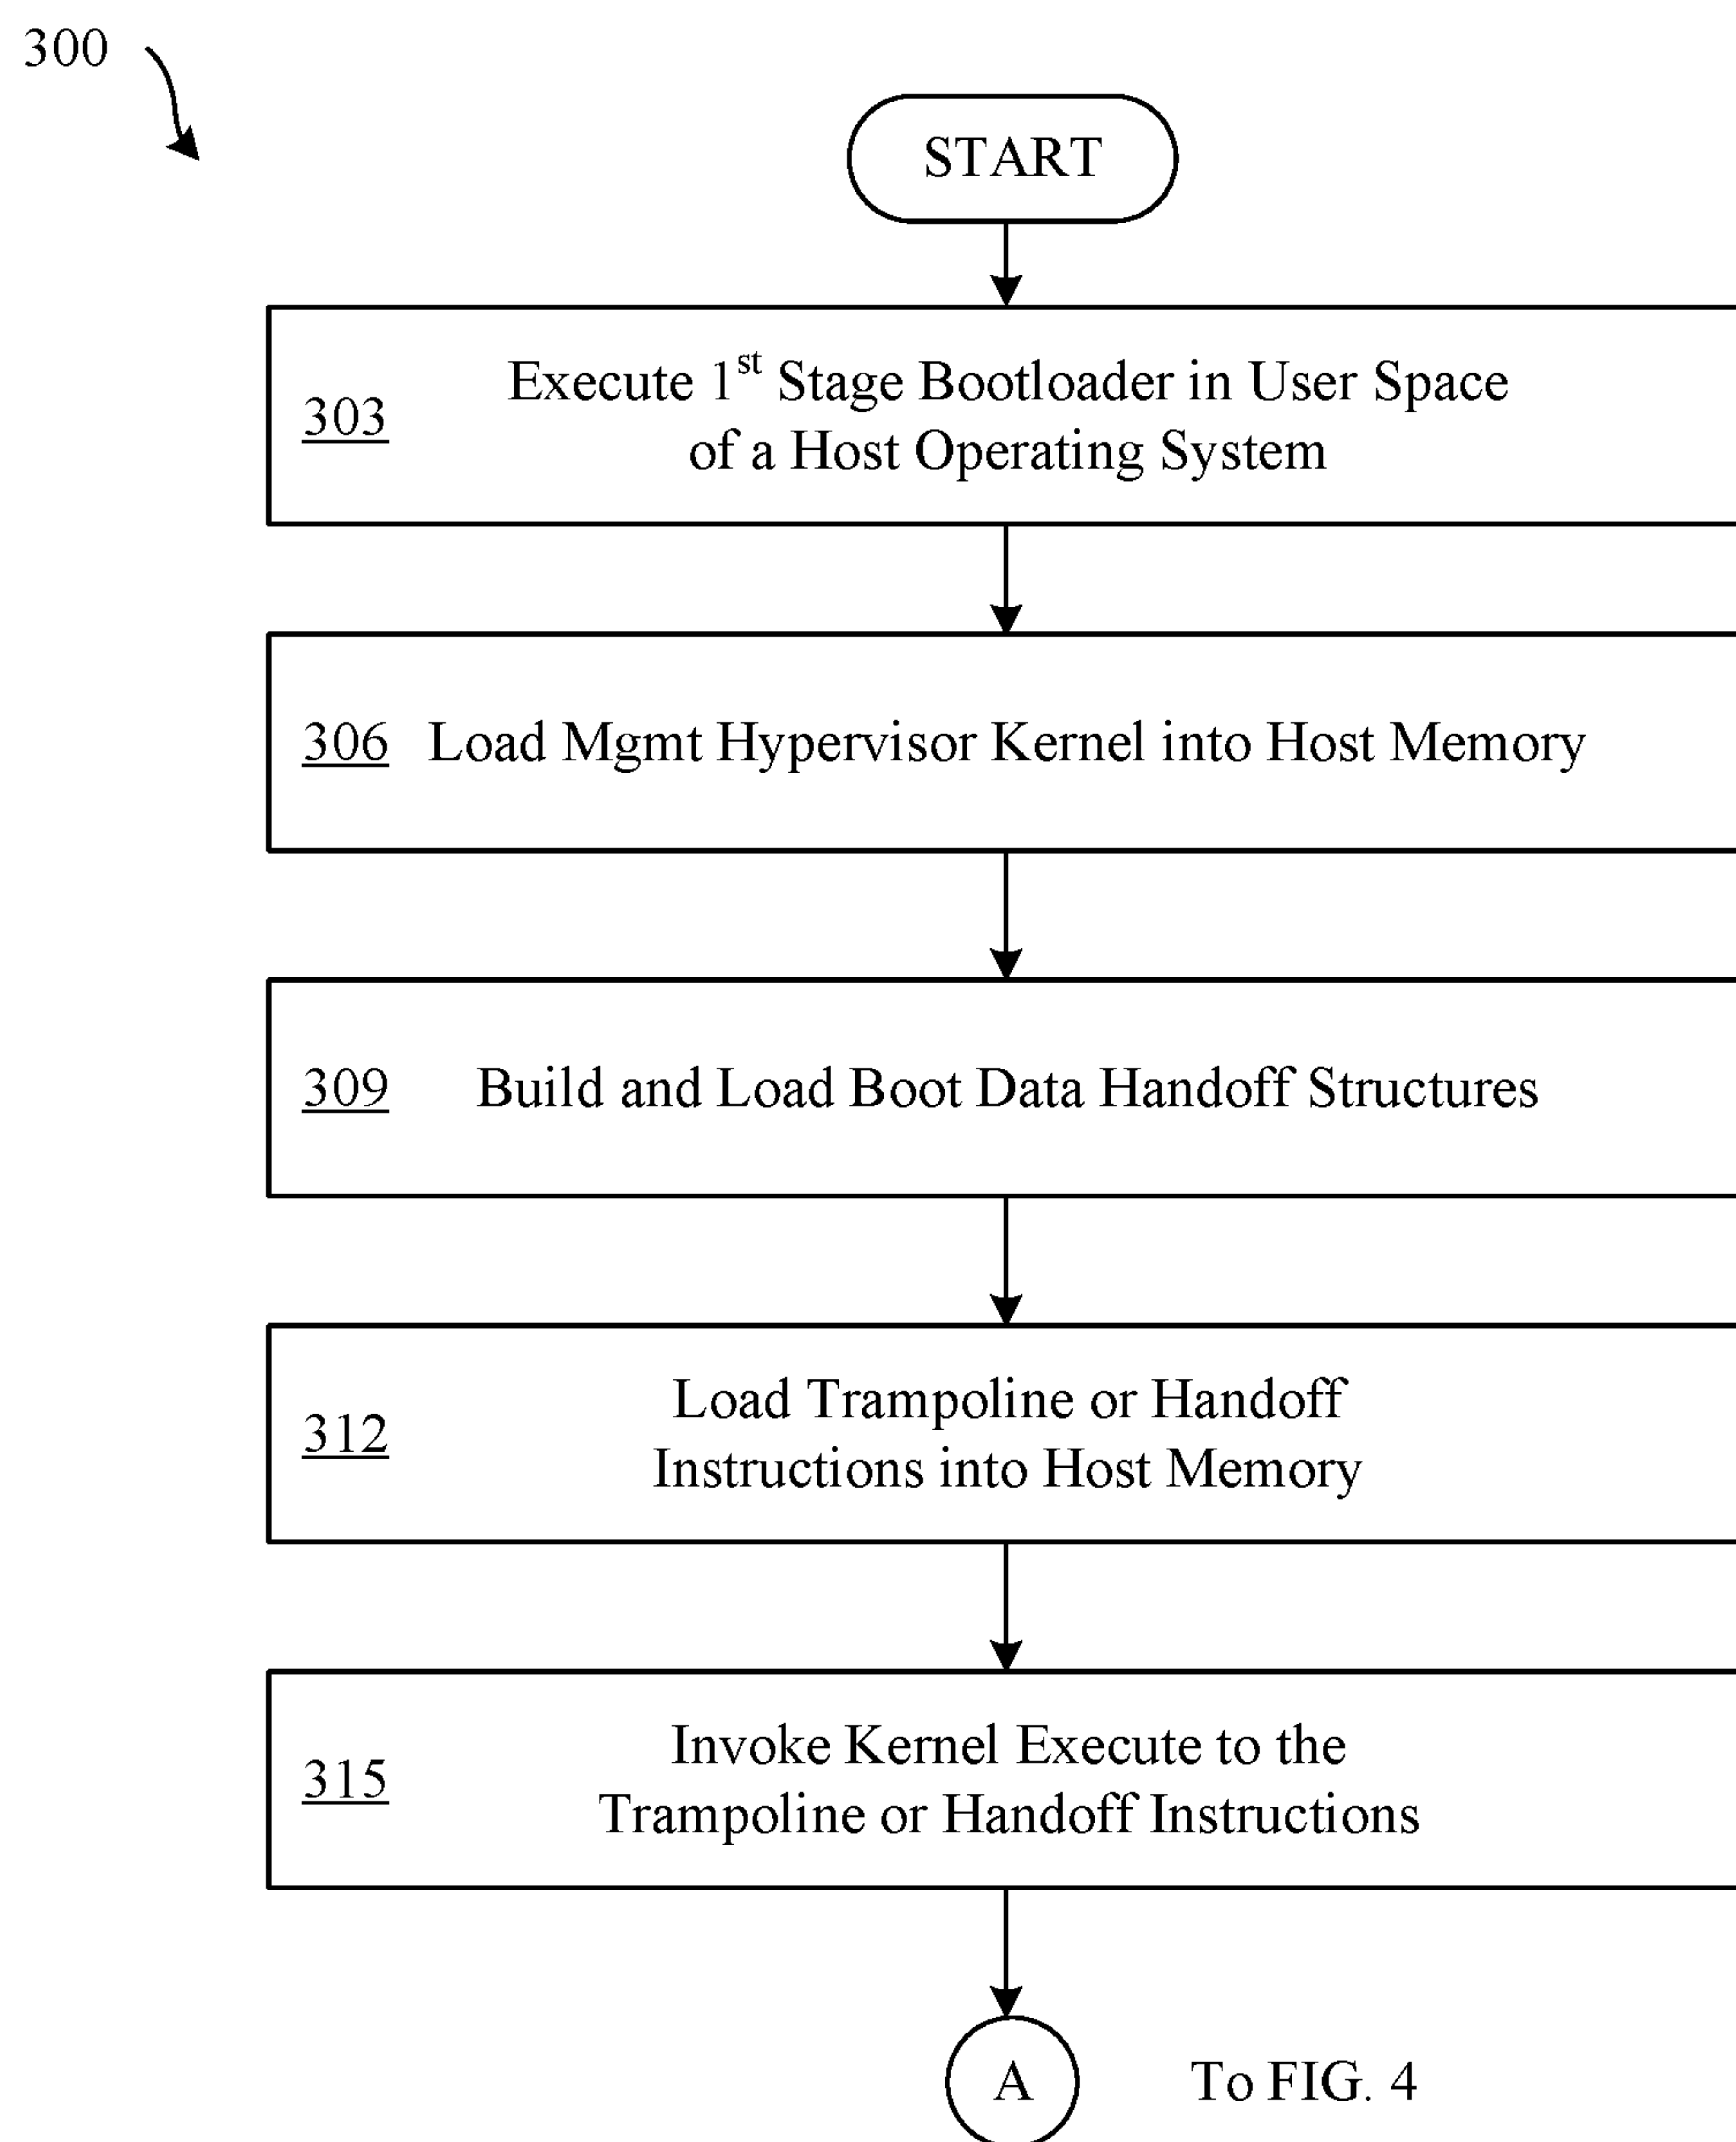 300
START
303
Execute 1st Stage Bootloader in User Space
of a Host Operating System
306
Load Mgmt Hypervisor Kernel into Host Memory
309
Build and Load Boot Data Handoff Structures
312
Load Trampoline or Handoff
Instructions into Host Memory
315
Invoke Kernel Execute to the
Trampoline or Handoff Instructions
A
To FIG. 4